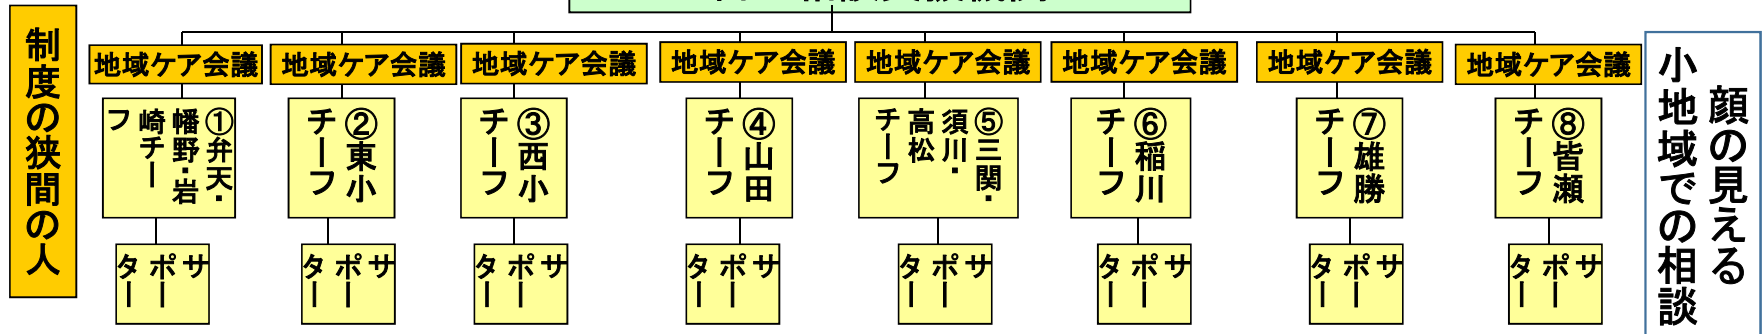 制度の狭間の人
地域ケア会議
地域ケア会議
地域ケア会議
地域ケア会議
地域ケア会議
地域ケア会議
地域ケア会議
地域ケア会議
①弁天・
幡野・岩
崎チー
フ
②東小
チーフ
③西小
チーフ
④山田
チーフ
⑤三関・
須川・
高松
チーフ
⑥稲川
チーフ
⑦雄勝
チーフ
⑧皆瀬
チーフ
サ
ポー
ター
サ
ポー
ター
サ
ポー
ター
サ
ポー
ター
サ
ポー
ター
サ
ポー
ター
サ
ポー
ター
サ
ポー
ター
顔の見える
小地域での相談